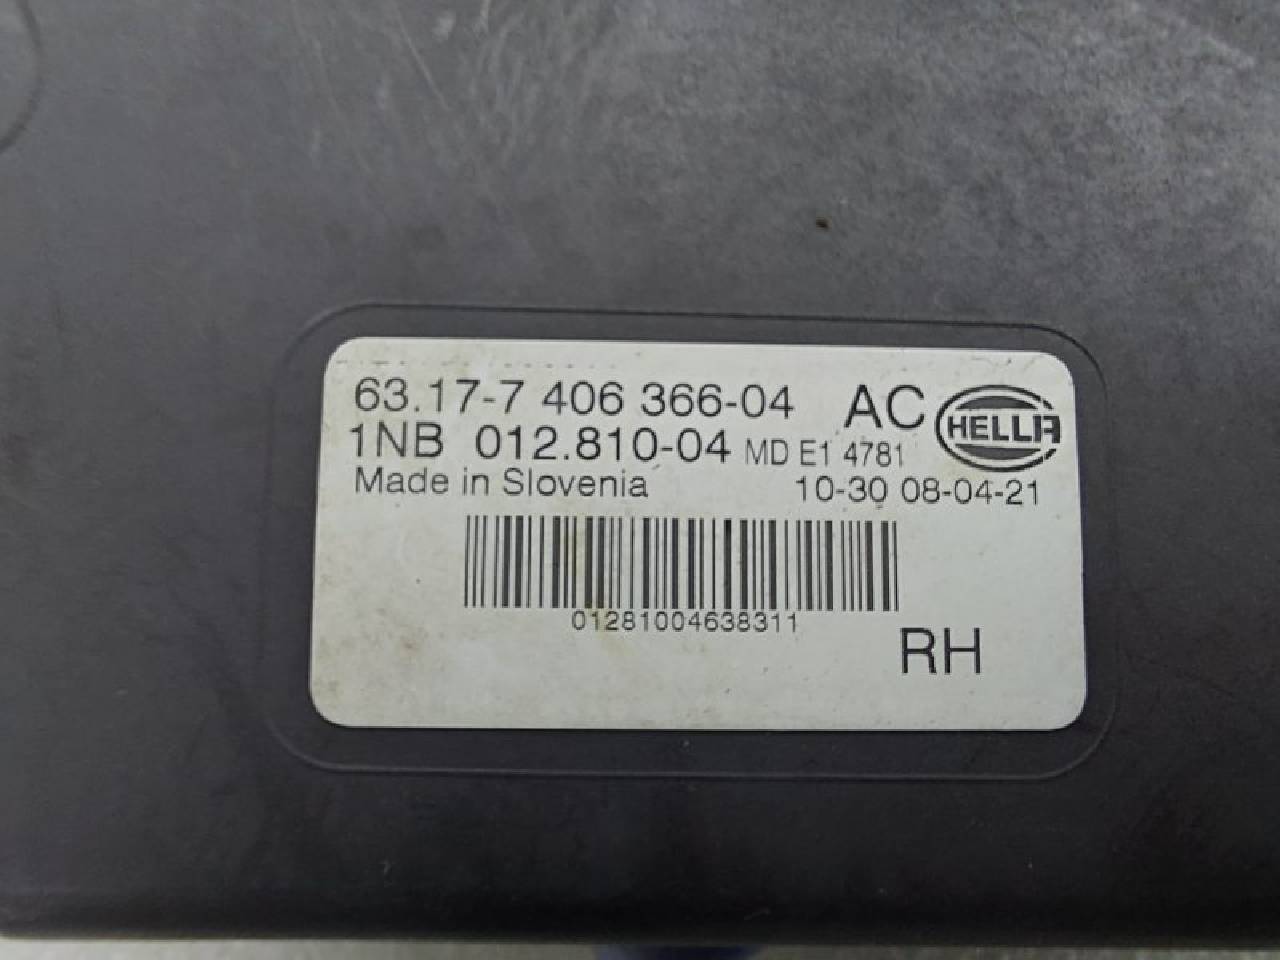 63.17-7 406 366-04 AC HELLA
1NB 012.810-04 MD E1 4781
Made in Slovenia 10-30 08-04-21
01281004638311
RH